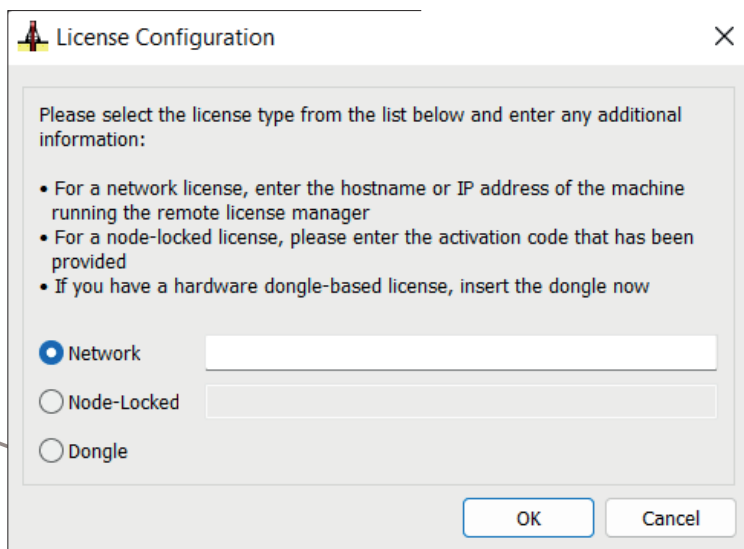 License Configuration
Please select the license type from the list below and enter any additional
information:
• For a network license, enter the hostname or IP address of the machine
running the remote license manager
• For a node-locked license, please enter the activation code that has been
provided
• If you have a hardware dongle-based license, insert the dongle now
Network
Node-Locked
Dongle
OK Cancel